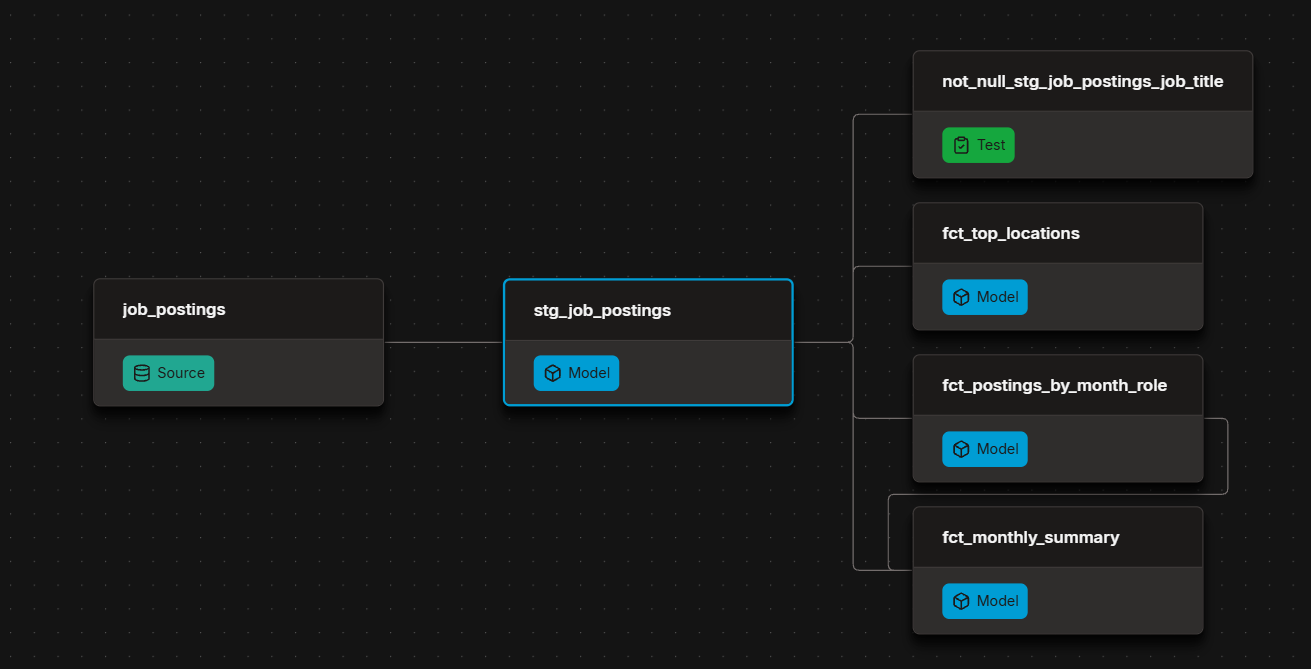 job_postings
Source
stg_job_postings
Model
not_null_stg_job_postings_job_title
Test
fct_top_locations
Model
fct_postings_by_month_role
Model
fct_monthly_summary
Model